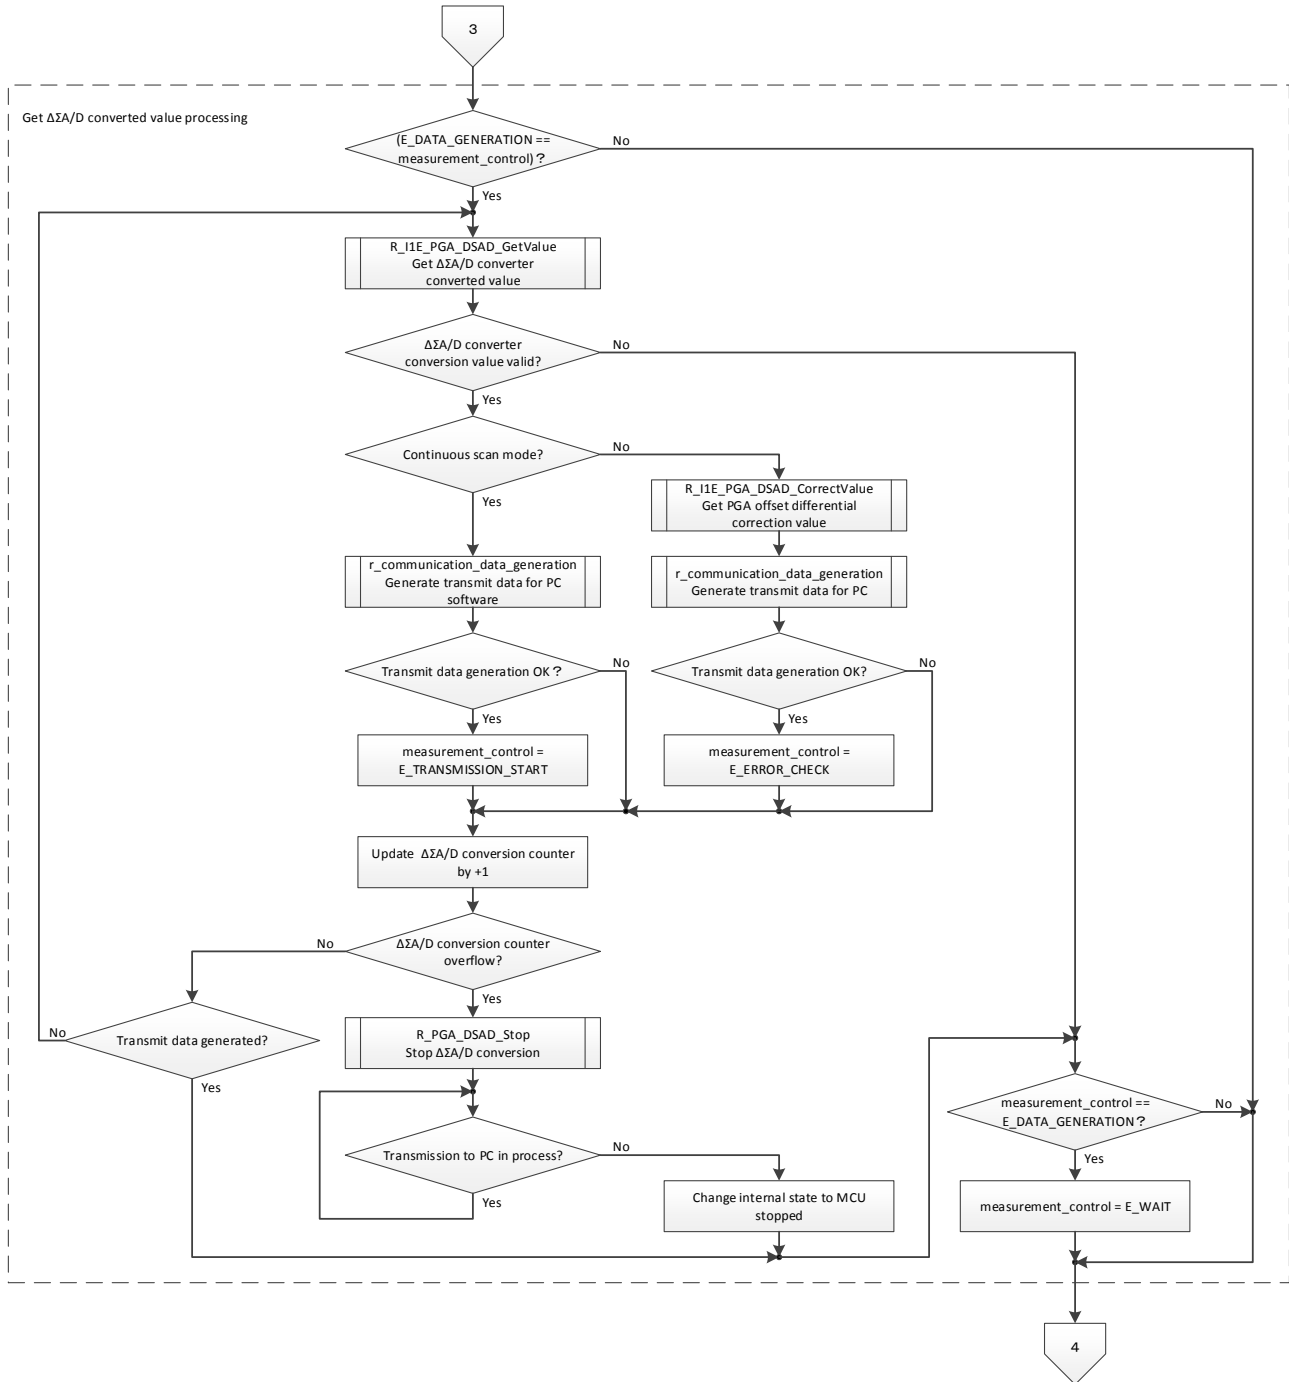 3
Get ΔΣA/D converted value processing
(E_DATA_GENERATION ==
measurement_control)?
No
Yes
R_I1E_PGA_DSAD_GetValue
Get ΔΣA/D converter
converted value
ΔΣA/D converter
conversion value valid?
No
Yes
Continuous scan mode?
No
Yes
R_I1E_PGA_DSAD_CorrectValue
Get PGA offset differential
correction value
r_communication_data_generation
Generate transmit data for PC
software
r_communication_data_generation
Generate transmit data for PC
Transmit data generation OK?
No
Yes
Transmit data generation OK?
No
Yes
measurement_control =
E_TRANSMISSION_START
measurement_control =
E_ERROR_CHECK
Update ΔΣA/D conversion counter
by +1
ΔΣA/D conversion counter
overflow?
No
Yes
Transmit data generated?
No
Yes
R_PGA_DSAD_Stop
Stop ΔΣA/D conversion
Transmission to PC in process?
No
Yes
Change internal state to MCU
stopped
measurement_control ==
E_DATA_GENERATION?
No
Yes
measurement_control = E_WAIT
4